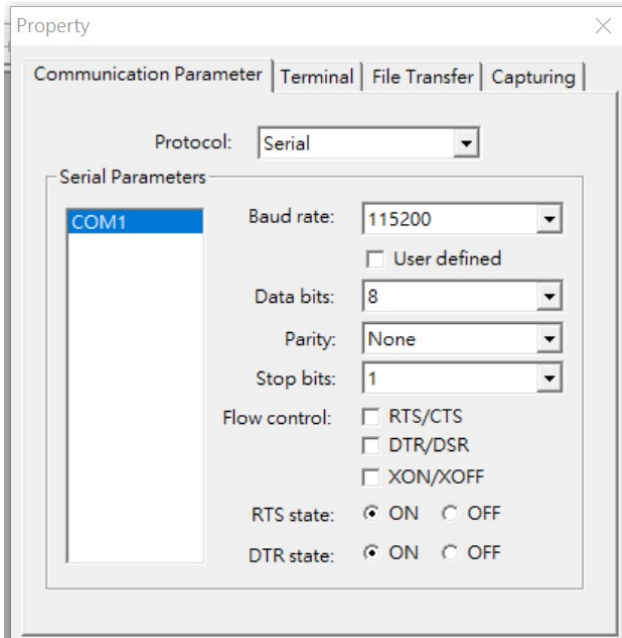 Property
Communication Parameter Terminal File Transfer Capturing
Protocol: Serial
Serial Parameters
COM1
Baud rate: 115200
User defined
Data bits: 8
Parity: None
Stop bits: 1
Flow control: RTS/CTS
DTR/DSR
XON/XOFF
RTS state: ON OFF
DTR state: ON OFF